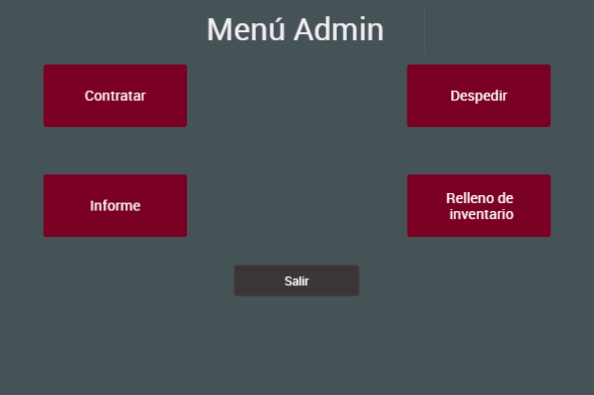 Menú Admin
Contratar
Despedir
Informe
Relleno de
inventario
Salir